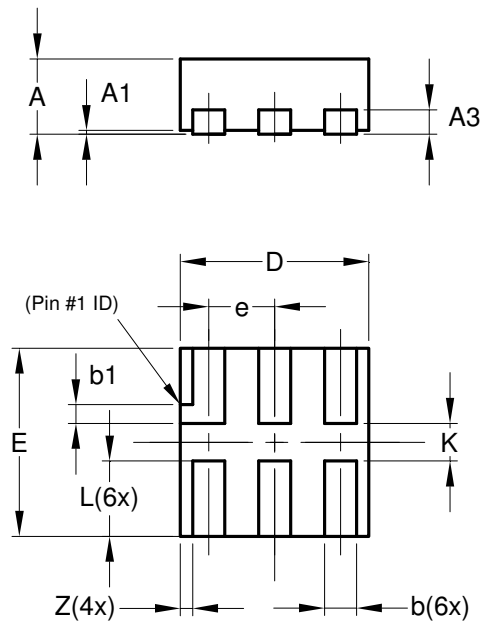 A
A1
A3
D
(Pin #1 ID)
e
b1
E
K
L(6x)
Z(4x)
b(6x)